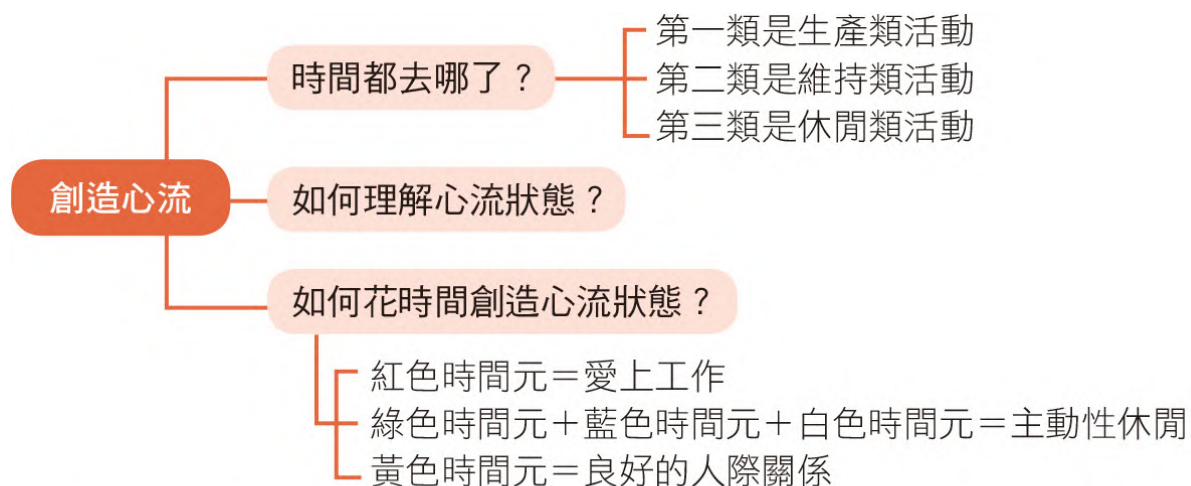 創造心流
時間都去哪了？
第一類是生產類活動
第二類是維持類活動
第三類是休閒類活動
如何理解心流狀態？
如何花時間創造心流狀態？
紅色時間元＝愛上工作
綠色時間元＋藍色時間元＋白色時間元＝主動性休閒
黃色時間元＝良好的人際關係